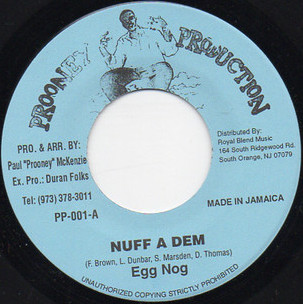 PROONEY PRODUCTION
PRO. & ARR. BY:
Paul "Prooney" McKenzie
Ex. Pro.: Duran Folks
Tel: (973) 378-3011
PP-001-A
Distributed By:
Royal Blend Music
164 South Ridgewood Rd.
South Orange, NJ 07079
MADE IN JAMAICA
NUFF A DEM
(F. Brown, L. Dunbar, S. Marsden, D. Thomas)
Egg Nog
UNAUTHORIZED COPYING STRICTLY PROHIBITED